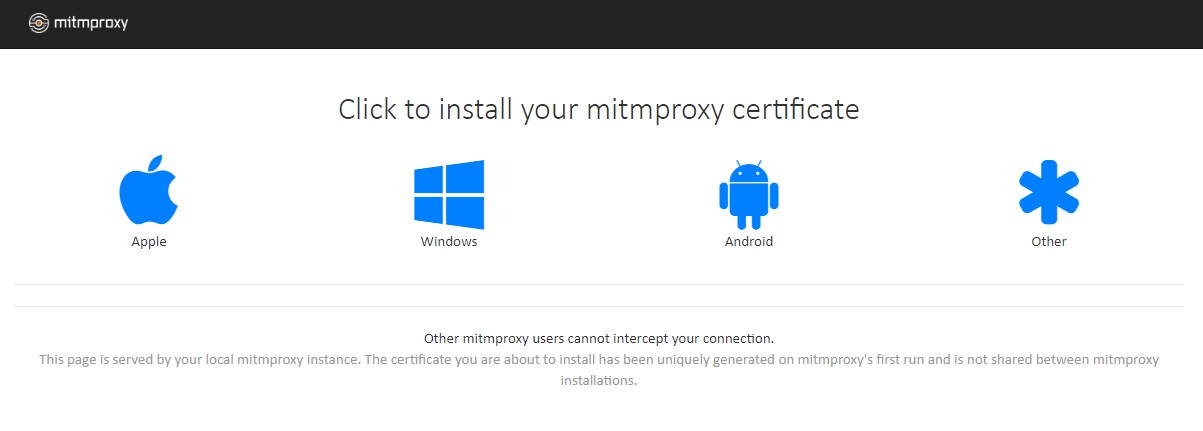 mitmproxy
Click to install your mitmproxy certificate
Apple
Windows
Android
Other
Other mitmproxy users cannot intercept your connection.
This page is served by your local mitmproxy instance. The certificate you are about to install has been uniquely generated on mitmproxy's first run and is not shared between mitmproxy
installations.